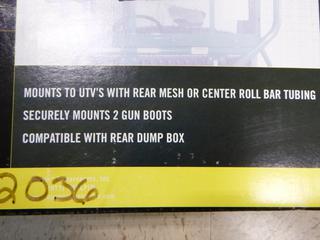 MOUNTS TO UTV'S WITH REAR MESH OR CENTER ROLL BAR TUBING
SECURELY MOUNTS 2 GUN BOOTS
COMPATIBLE WITH REAR DUMP BOX
2036